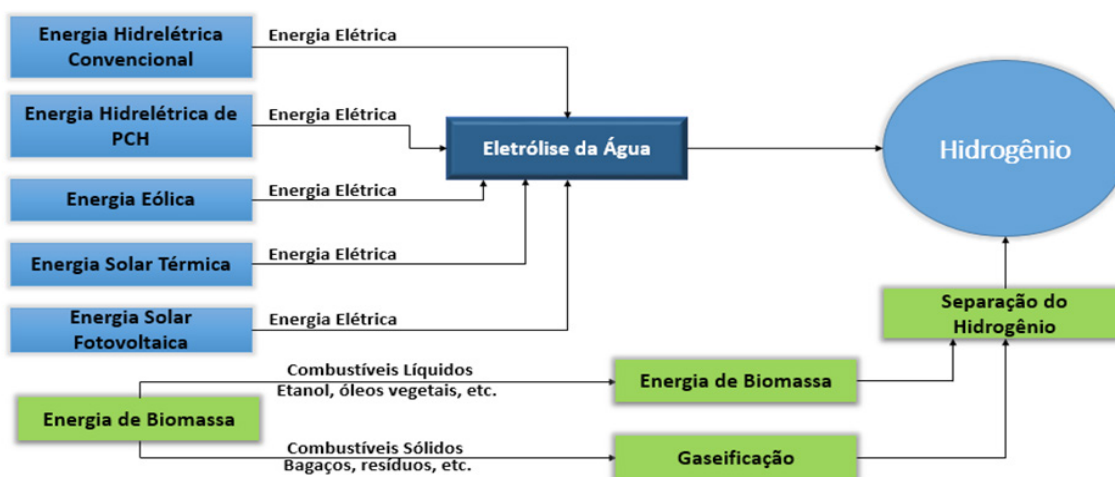 Energia Hidrelétrica
Convencional
Energia Elétrica
Energia Hidrelétrica de
PCH
Energia Elétrica
Eletrólise da Água
Hidrogênio
Energia Eólica
Energia Elétrica
Energia Solar Térmica
Energia Elétrica
Energia Solar
Fotovoltaica
Energia Elétrica
Separação do
Hidrogênio
Combustíveis Líquidos
Etanol, óleos vegetais, etc.
Energia de Biomassa
Energia de Biomassa
Combustíveis Sólidos
Bagaços, resíduos, etc.
Gaseificação